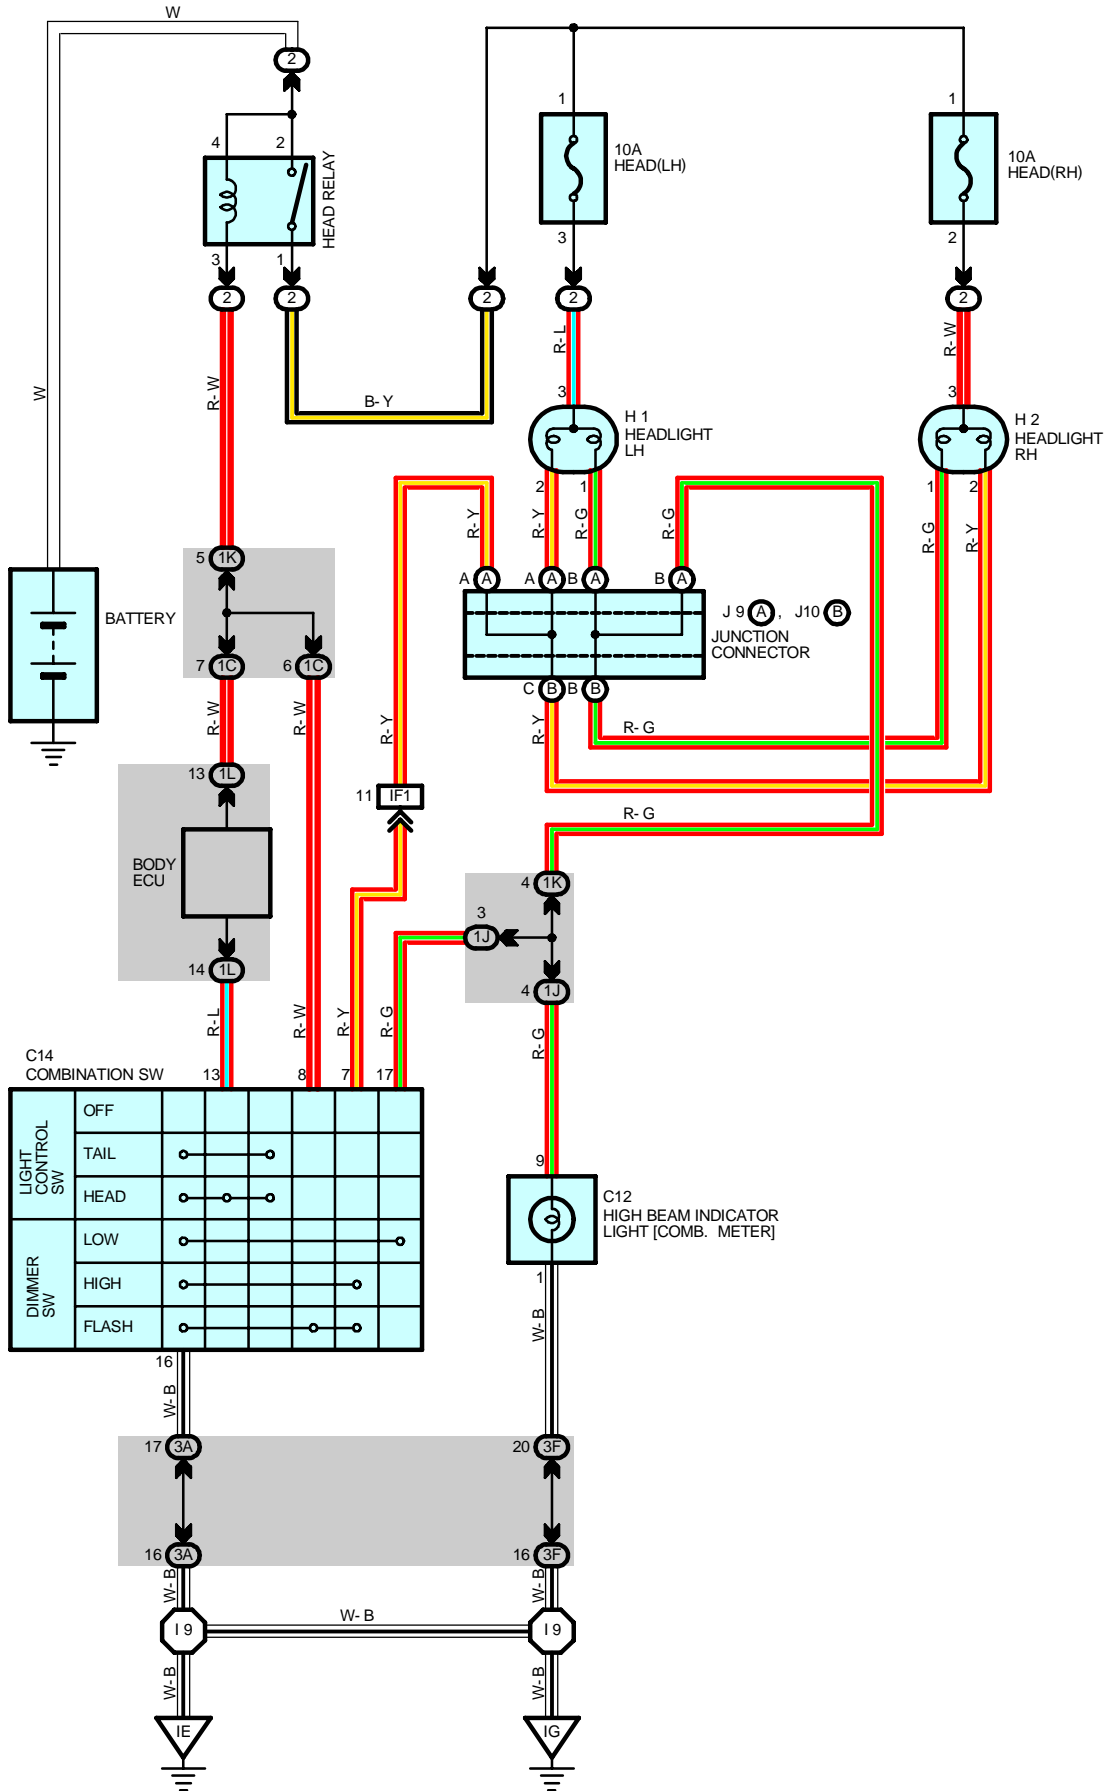 W
2
1
1
4
2
10A
HEAD(LH)
10A
HEAD(RH)
HEAD RELAY
3
1
3
2
2
2
2
2
2
R-W
R-L
R-W
W
B-Y
3
3
H 1
HEADLIGHT
LH
H 2
HEADLIGHT
RH
2
1
1
2
R-Y
R-Y
R-G
R-G
R-G
R-Y
5
1K
A
A
A
A
B
A
B
A
BATTERY
J 9
A
,
J10
B
JUNCTION
CONNECTOR
7
1C
6
1C
C
B
B
B
R-W
R-W
R-Y
R-Y
R-G
13
1L
11
IF1
R-G
BODY
ECU
4
1K
3
1J
14
1L
4
1J
R-L
R-W
R-Y
R-G
R-G
C14
COMBINATION SW
13
8
7
17
LIGHT
CONTROL
SW
OFF
TAIL
HEAD
DIMMER
SW
LOW
HIGH
FLASH
9
C12
HIGH BEAM INDICATOR
LIGHT [COMB. METER]
1
16
W-B
W-B
17
3A
20
3F
16
3A
16
3F
W-B
W-B
I 9
W-B
I 9
W-B
W-B
IE
IG